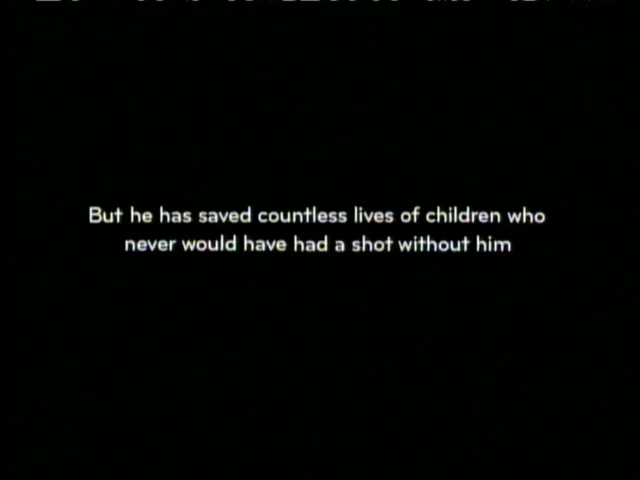 But he has saved countless lives of children who
never would have had a shot without him